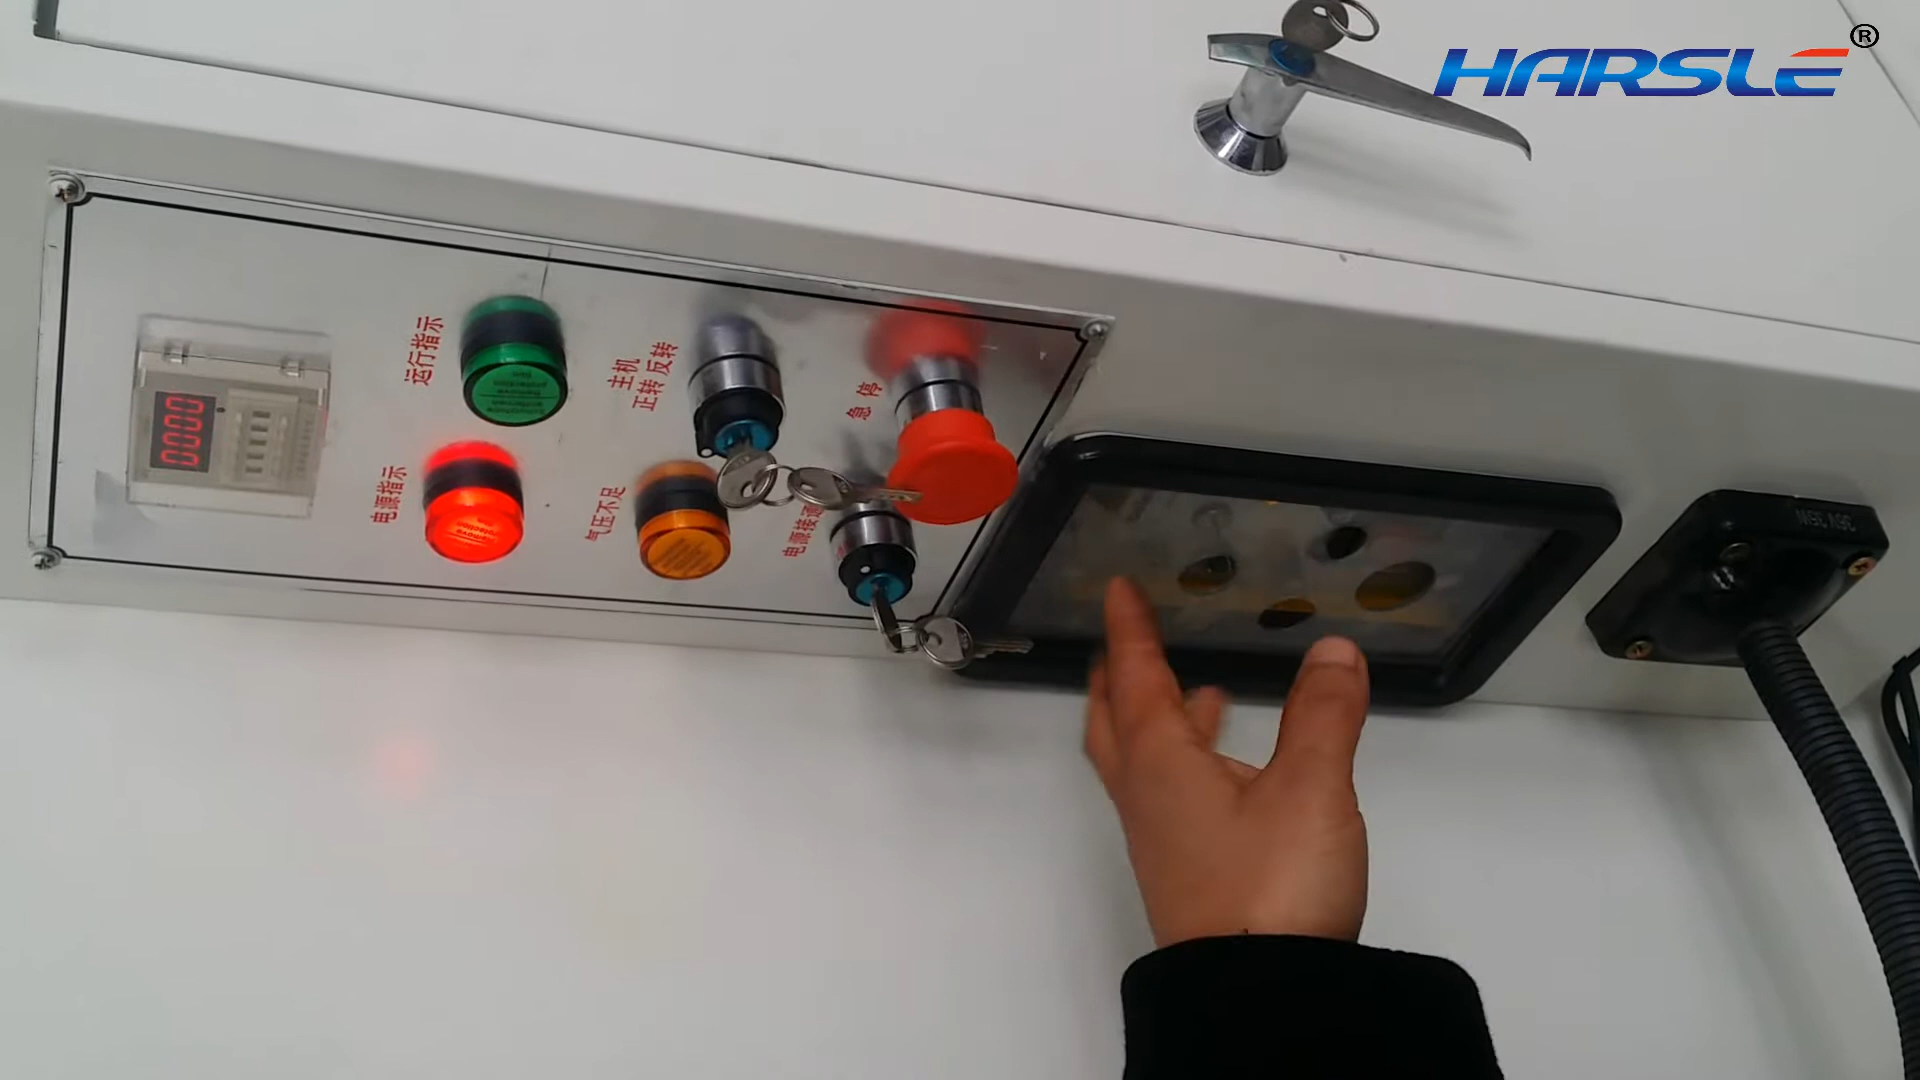 HARSLE®
运行指示
主机
正转 反转
急 停
电源指示
气压不足
电源接通
0000
36V35W